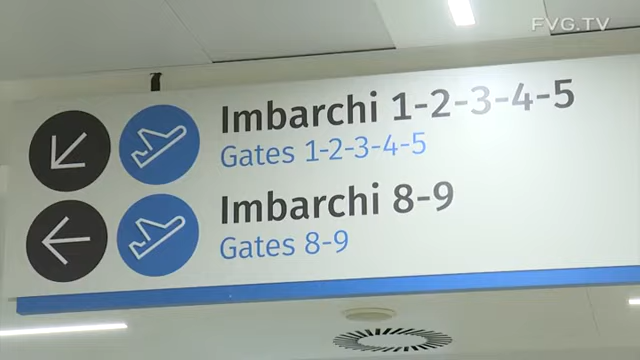 FVG.TV
Imbarchi 1-2-3-4-5
Gates 1-2-3-4-5
Imbarchi 8-9
Gates 8-9